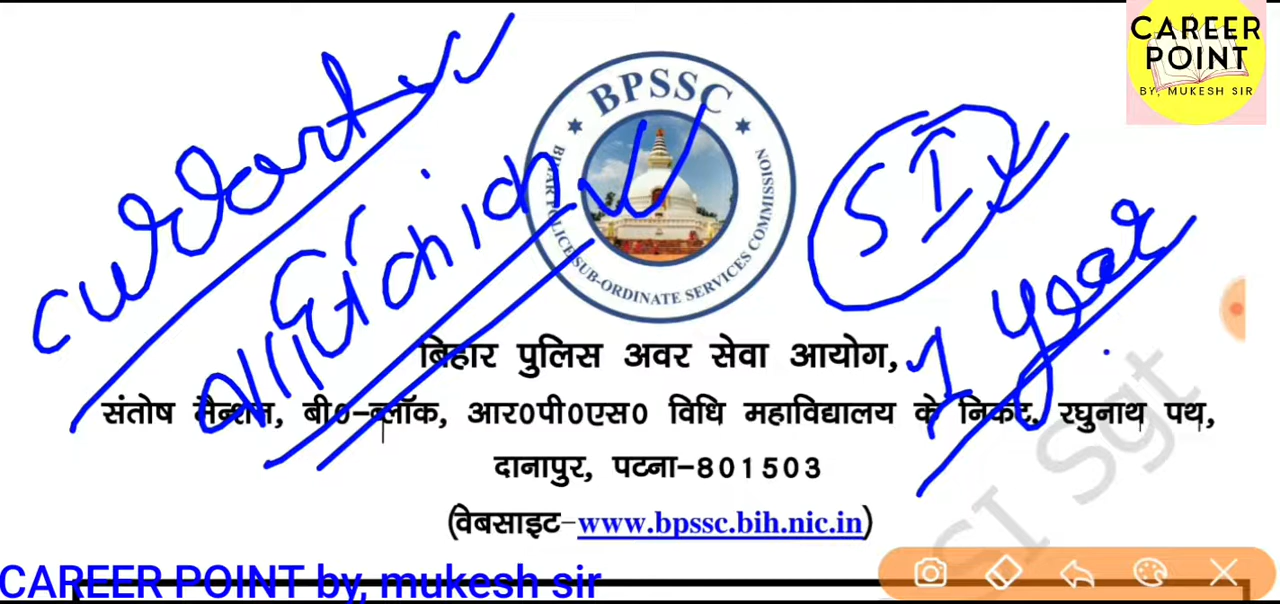 CAREER
POINT
BY, MUKESH SIR
BPSSC
BIHAR POLICE SUB-ORDINATE SERVICES COMMISSION
SI
1 Year
बिहार पुलिस अवर सेवा आयोग,
संतोष मैन्शन, बी0-ब्लॉक, आर0पी0एस0 विधि महाविद्यालय के निकट, रघुनाथ पथ,
दानापुर, पटना-801503
(वेबसाइट-www.bpssc.bih.nic.in)
SI Sgt
CAREER POINT by, mukesh sir